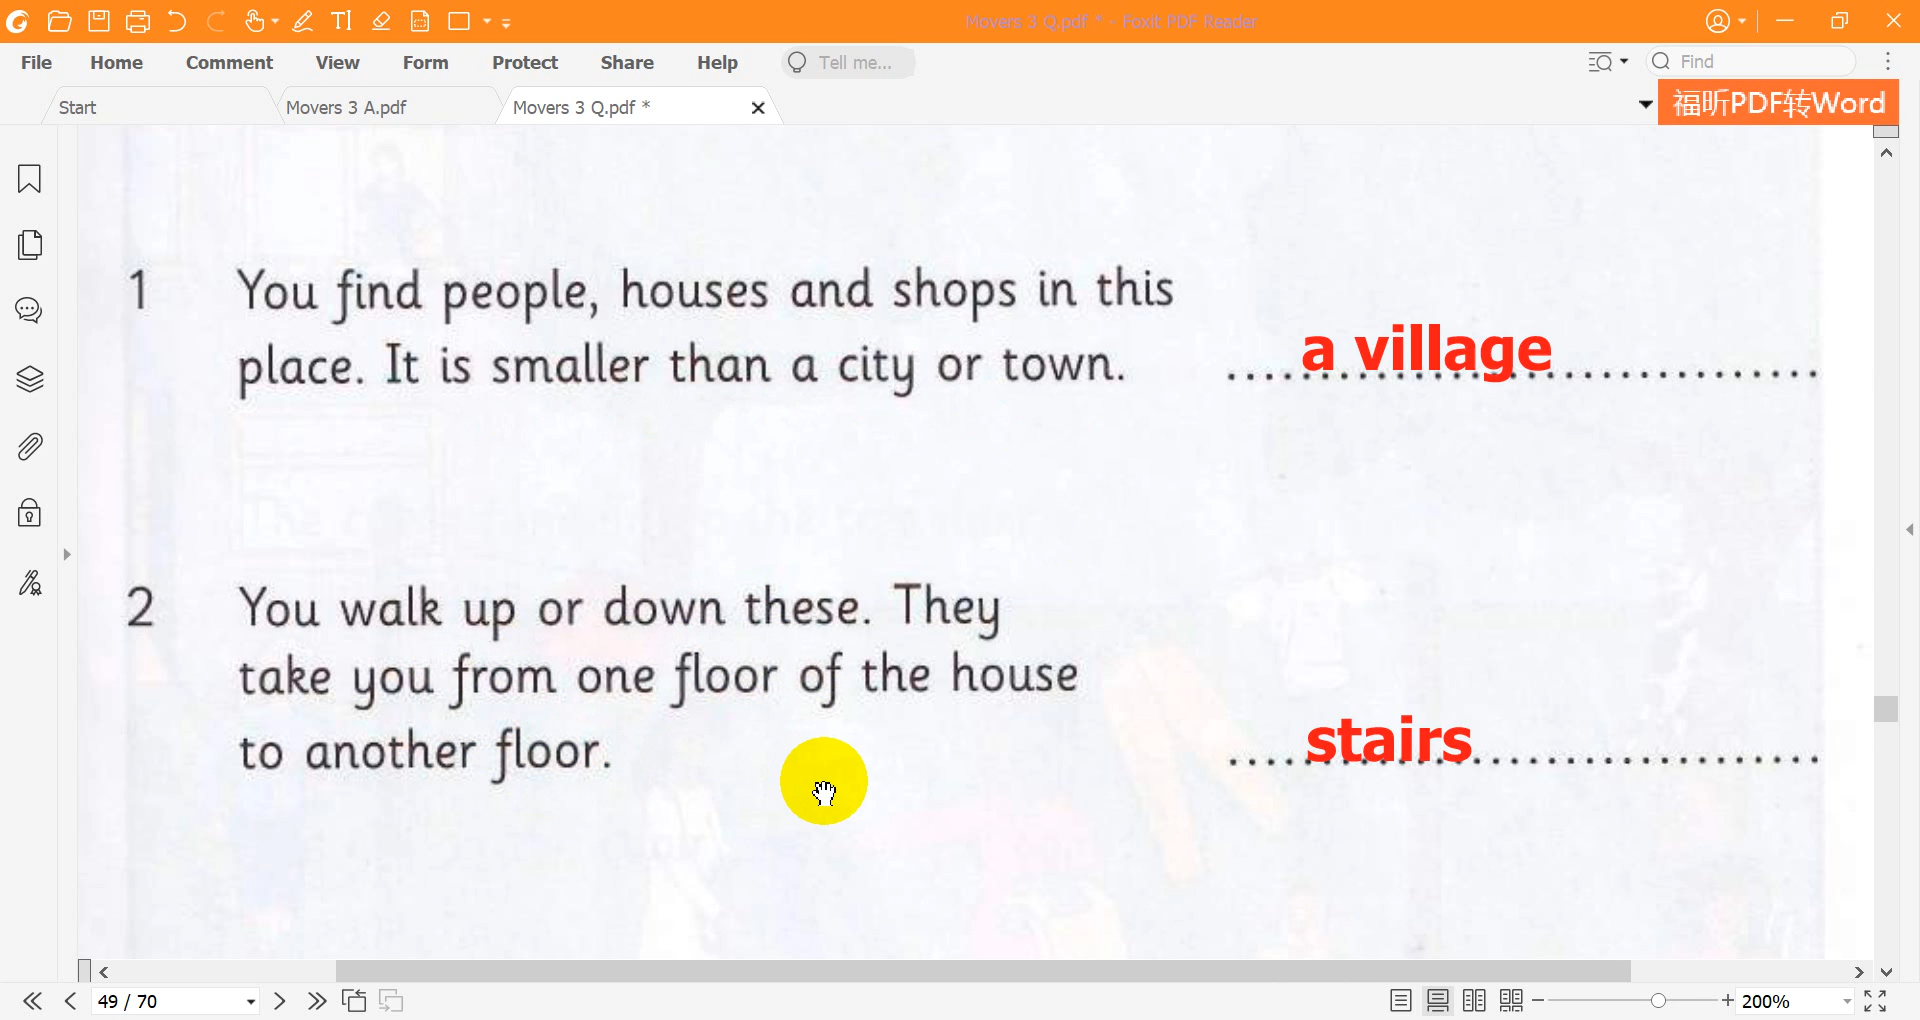 Movers 3 Q.pdf * - Foxit PDF Reader
File Home Comment View Form Protect Share Help Tell me... Find
Start Movers 3 A.pdf Movers 3 Q.pdf * 福昕PDF转Word
1 You find people, houses and shops in this
place. It is smaller than a city or town. a village
2 You walk up or down these. They
take you from one floor of the house
to another floor. stairs
49 / 70 200%